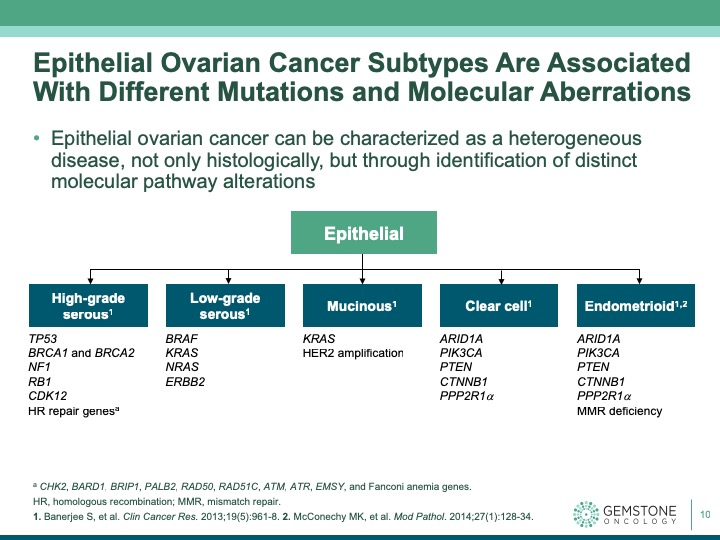 Epithelial Ovarian Cancer Subtypes Are Associated
With Different Mutations and Molecular Aberrations
• Epithelial ovarian cancer can be characterized as a heterogeneous
disease, not only histologically, but through identification of distinct
molecular pathway alterations
Epithelial
High-grade
serous¹
TP53
BRCA1 and BRCA2
NF1
RB1
CDK12
HR repair genesᵃ
Low-grade
serous¹
BRAF
KRAS
NRAS
ERBB2
Mucinous¹
KRAS
HER2 amplification
Clear cell¹
ARID1A
PIK3CA
PTEN
CTNNB1
PPP2R1α
Endometrioid¹,²
ARID1A
PIK3CA
PTEN
CTNNB1
PPP2R1α
MMR deficiency
ᵃ CHK2, BARD1. BRIP1, PALB2, RAD50, RAD51C, ATM, ATR, EMSY, and Fanconi anemia genes.
HR, homologous recombination; MMR, mismatch repair.
1. Banerjee S, et al. Clin Cancer Res. 2013;19(5):961-8. 2. McConechy MK, et al. Mod Pathol. 2014;27(1):128-34.
GEMSTONE
ONCOLOGY
10